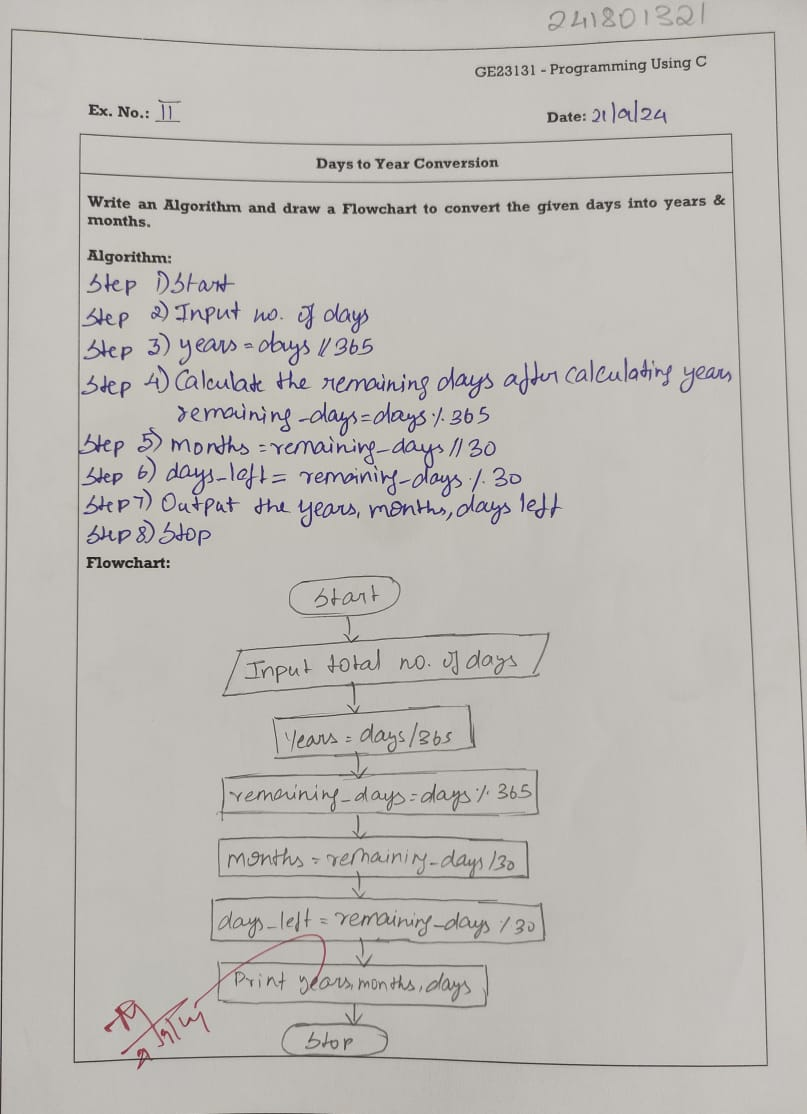 241801321
GE23131 - Programming Using C
Ex. No.: II
Date: 21/9/24
Days to Year Conversion
Write an Algorithm and draw a Flowchart to convert the given days into years &
months.
Algorithm:
Step 1) Start
Step 2) Input no. of days
Step 3) years = days // 365
Step 4) Calculate the remaining days after calculating years
remaining_days = days % 365
Step 5) months = remaining_days // 30
Step 6) days_left = remaining_days % 30
Step 7) Output the years, months, days left
Step 8) Stop
Flowchart:
Start
Input total no. of days
Years = days/365
remaining_days = days % 365
months = remaining_days/30
days_left = remaining_days % 30
Print years, months, days
Stop